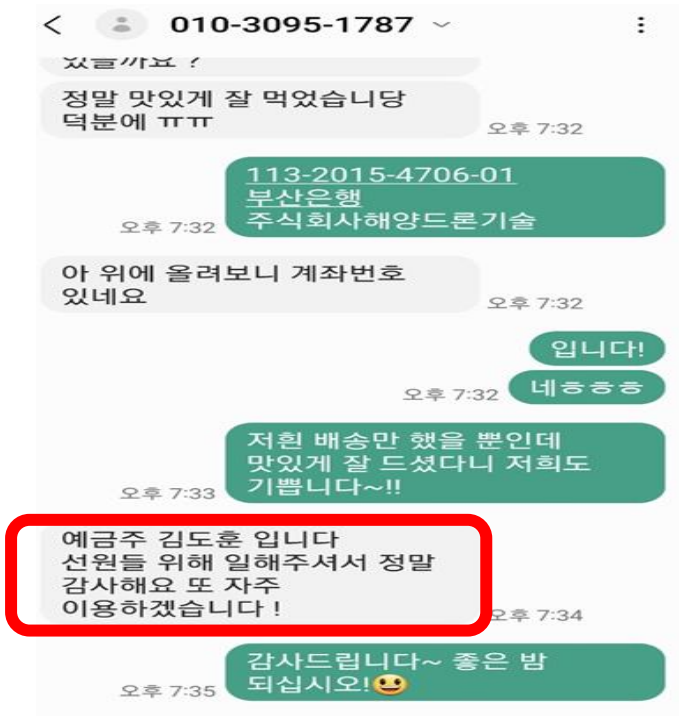 010-3095-1787
있을까요 ?
정말 맛있게 잘 먹었습니당
덕분에 ㅠㅠ
오후 7:32
113-2015-4706-01
부산은행
주식회사해양드론기술
오후 7:32
아 위에 올려보니 계좌번호
있네요
오후 7:32
입니다!
네ㅎㅎㅎ
오후 7:32
저흰 배송만 했을 뿐인데
맛있게 잘 드셨다니 저희도
기쁩니다~!!
오후 7:33
예금주 김도훈 입니다
선원들 위해 일해주셔서 정말
감사해요 또 자주
이용하겠습니다 !
오후 7:34
감사드립니다~ 좋은 밤
되십시오!😃
오후 7:35